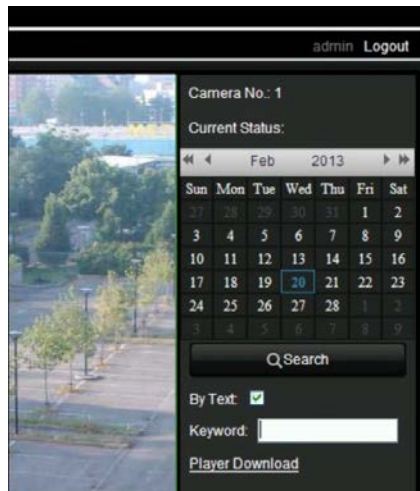 admin Logout
Camera No.: 1
Current Status:
Feb 2013
Sun Mon Tue Wed Thu Fri Sat
27 28 29 30 31 1 2
3 4 5 6 7 8 9
10 11 12 13 14 15 16
17 18 19 20 21 22 23
24 25 26 27 28 1 2
3 4 5 6 7 8 9
Search
By Text:
Keyword:
Player Download